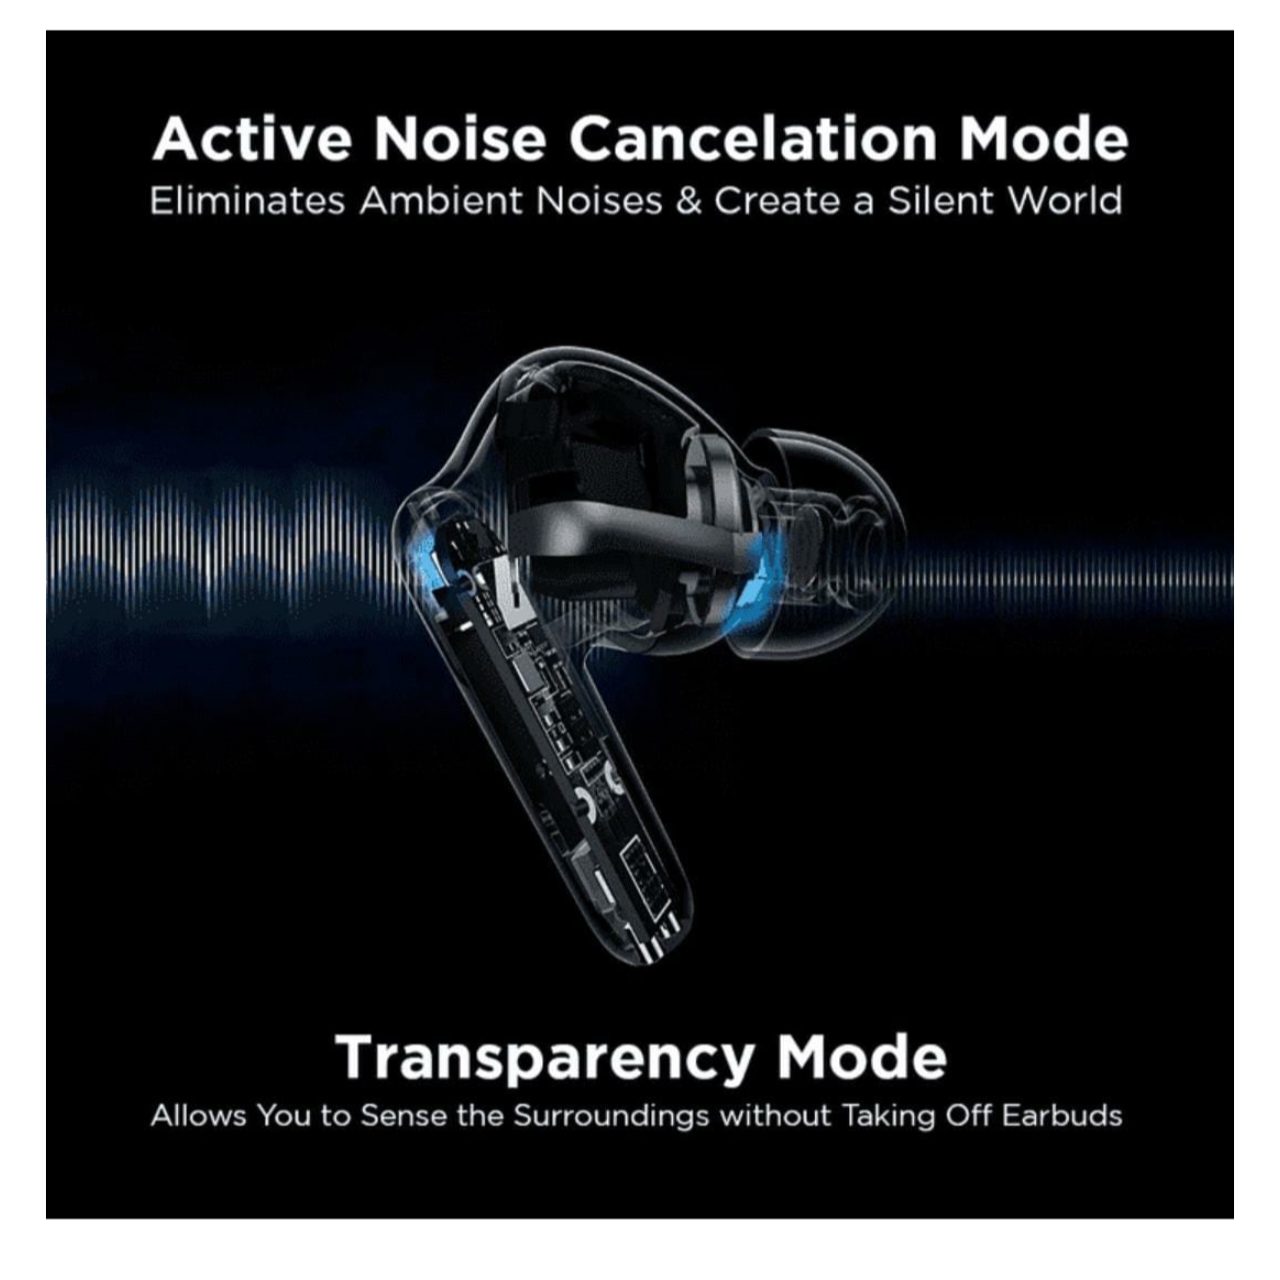 Active Noise Cancelation Mode
Eliminates Ambient Noises & Create a Silent World
Transparency Mode
Allows You to Sense the Surroundings without Taking Off Earbuds